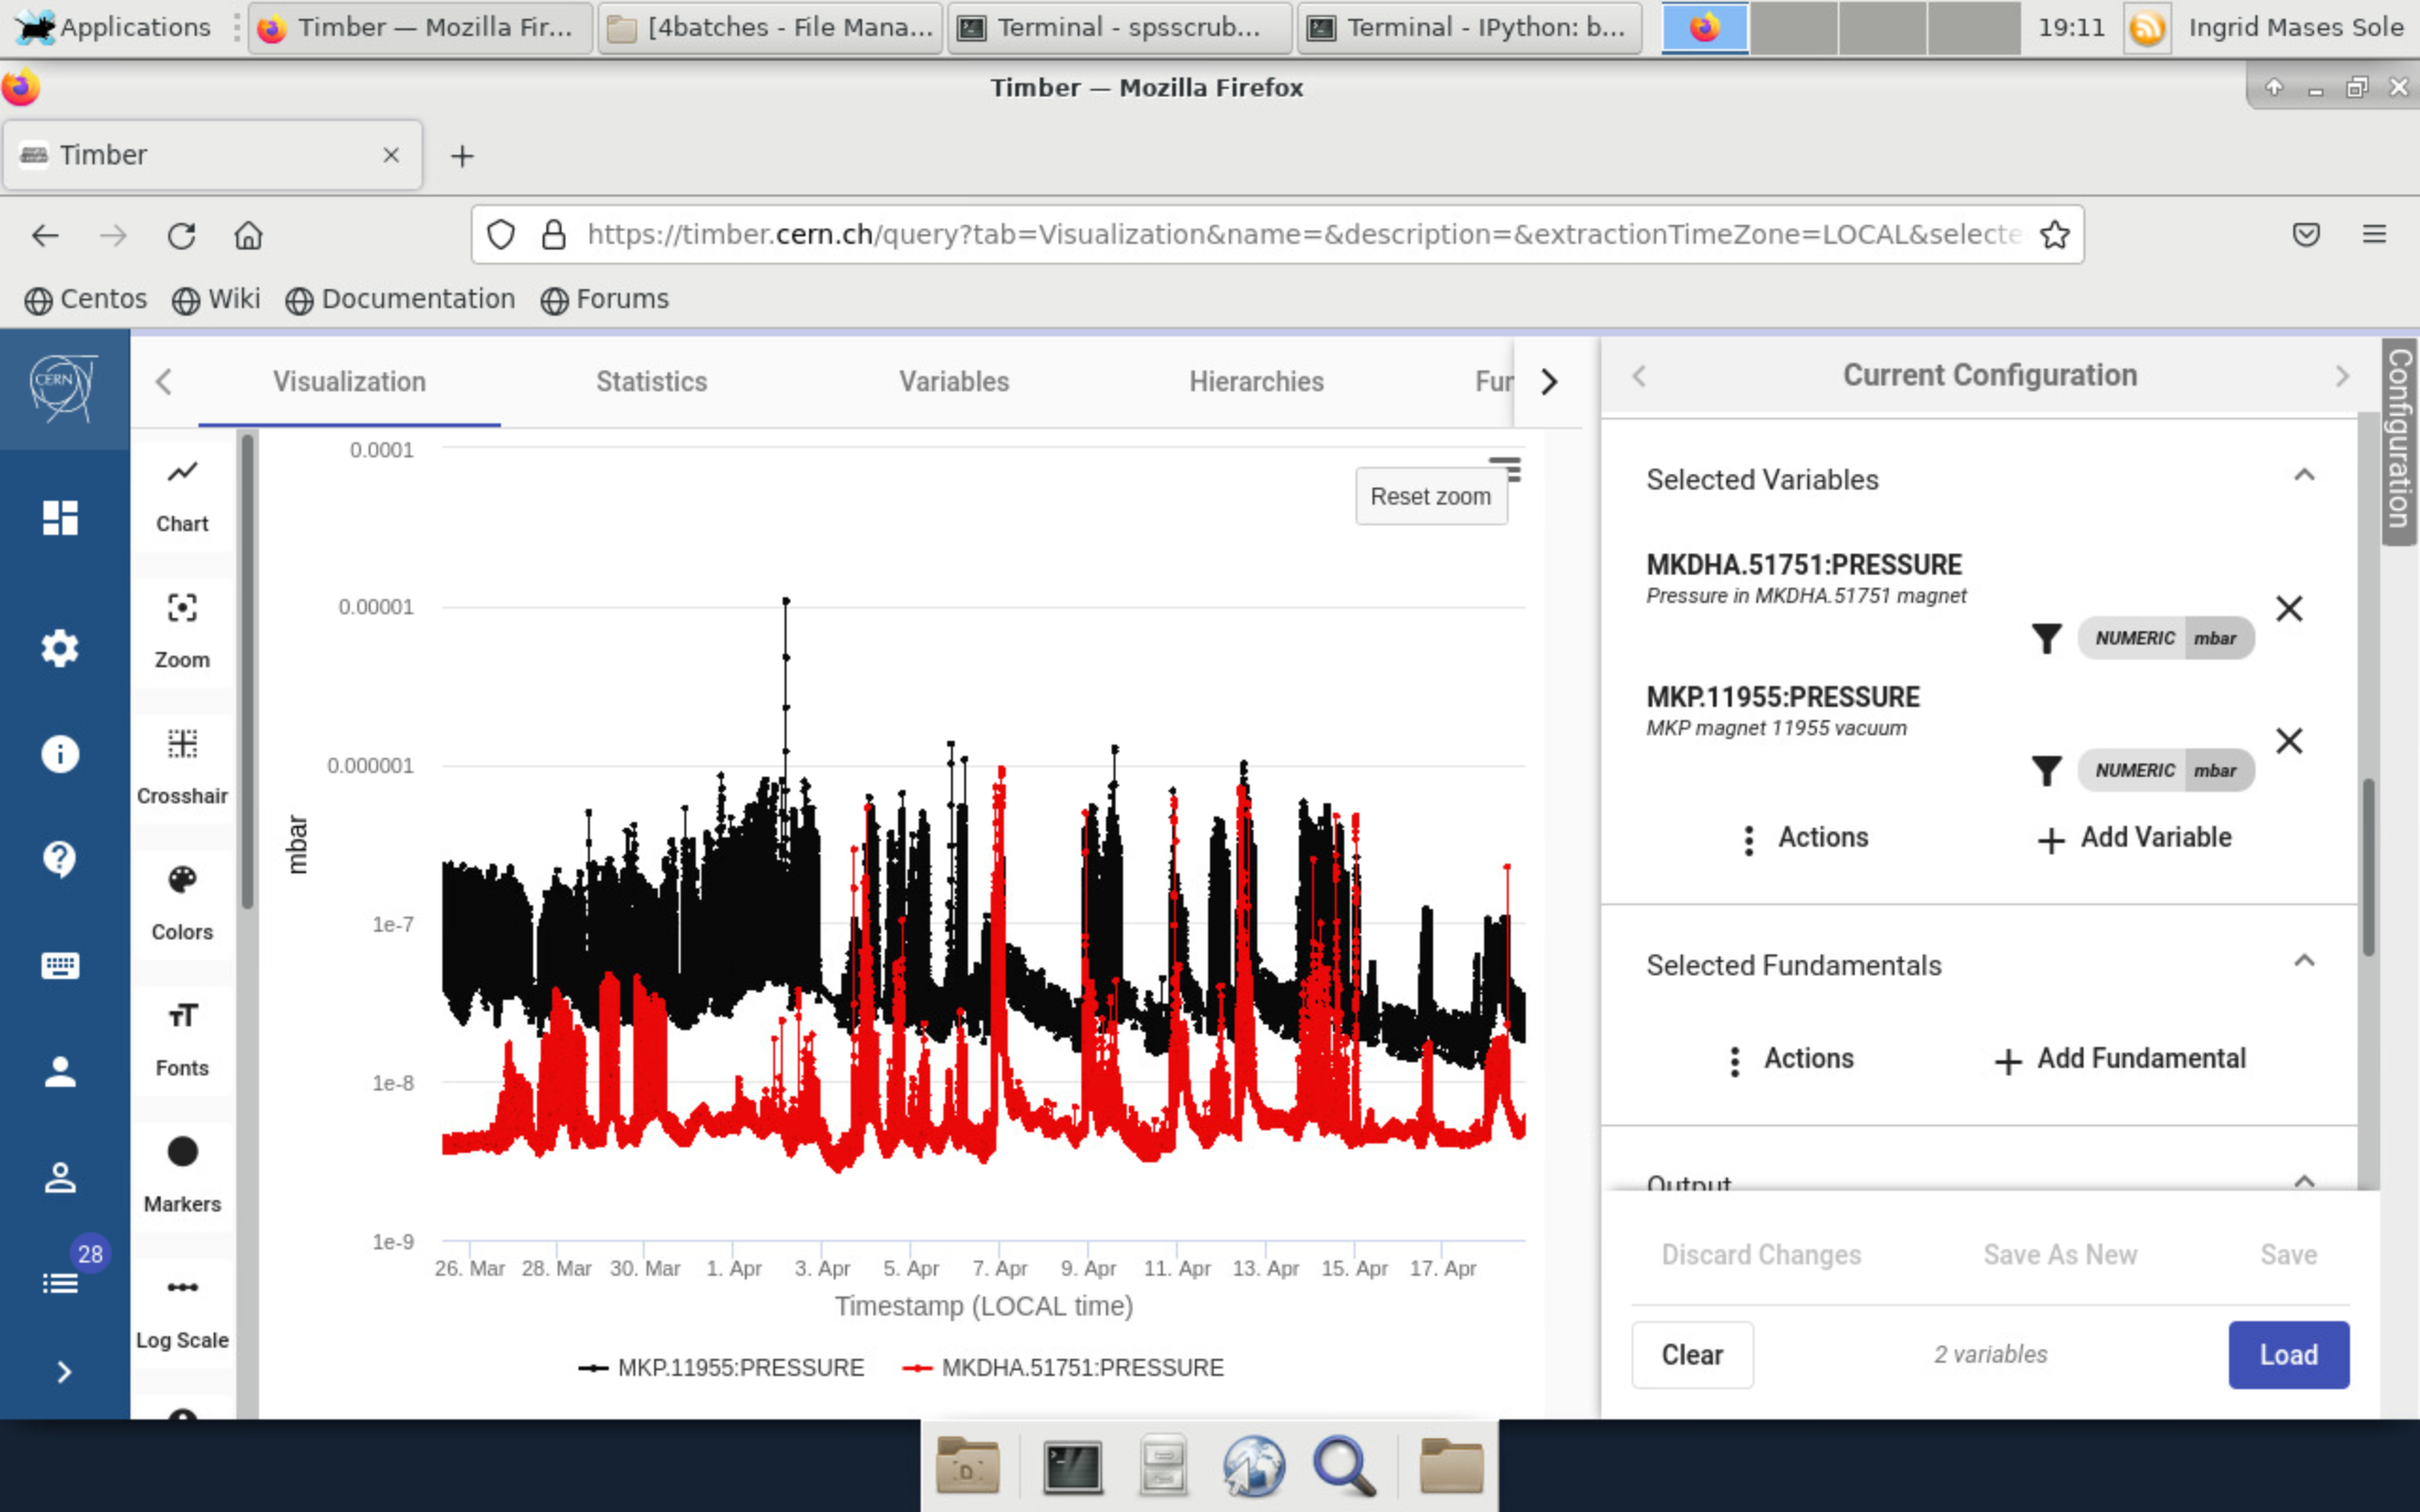 Applications
Timber — Mozilla Fir...
[4batches - File Mana...
Terminal - spsscrub...
Terminal - IPython: b...
19:11
Ingrid Mases Sole
Timber — Mozilla Firefox
Timber
https://timber.cern.ch/query?tab=Visualization&name=&description=&extractionTimeZone=LOCAL&selecte
Centos
Wiki
Documentation
Forums
CERN
Visualization
Statistics
Variables
Hierarchies
Fur
Current Configuration
Configuration
Chart
Zoom
Crosshair
Colors
Fonts
Markers
Log Scale
28
Reset zoom
0.0001
0.00001
0.000001
1e-7
1e-8
1e-9
mbar
26. Mar
28. Mar
30. Mar
1. Apr
3. Apr
5. Apr
7. Apr
9. Apr
11. Apr
13. Apr
15. Apr
17. Apr
Timestamp (LOCAL time)
MKP.11955:PRESSURE
MKDHA.51751:PRESSURE
Selected Variables
MKDHA.51751:PRESSURE
Pressure in MKDHA.51751 magnet
NUMERIC mbar
MKP.11955:PRESSURE
MKP magnet 11955 vacuum
NUMERIC mbar
Actions
Add Variable
Selected Fundamentals
Actions
Add Fundamental
Output
Discard Changes
Save As New
Save
Clear
2 variables
Load